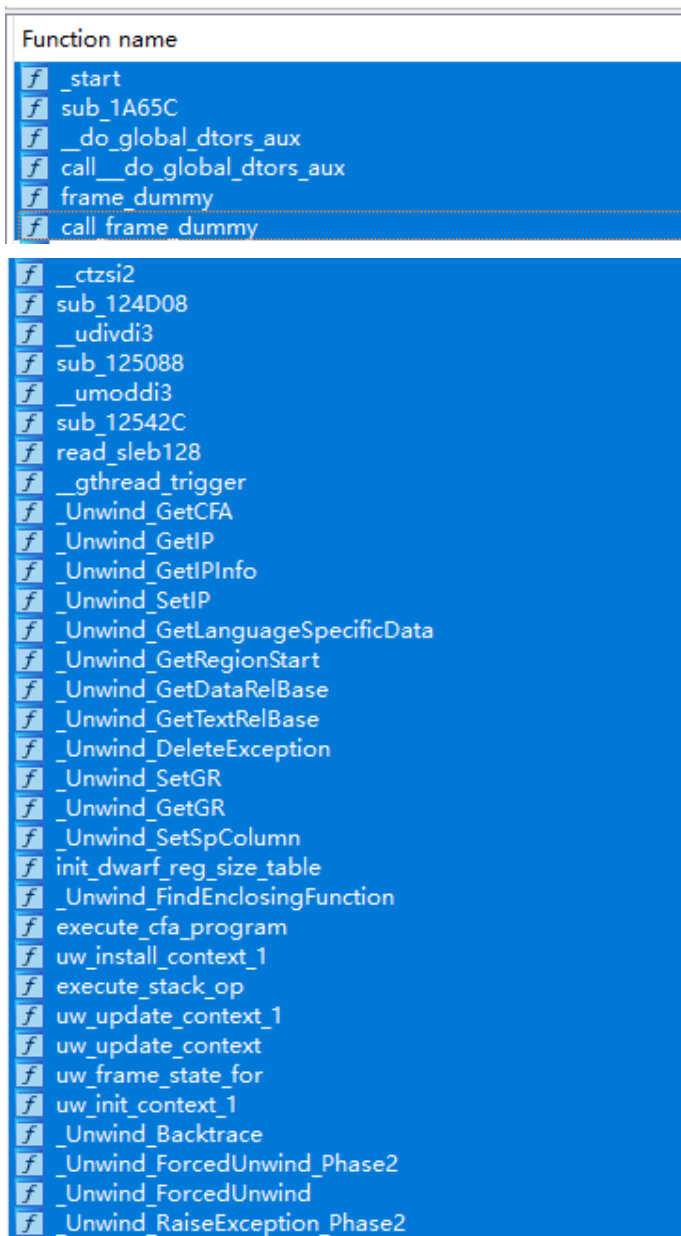 Function name
f _start
f sub_1A65C
f __do_global_dtors_aux
f call___do_global_dtors_aux
f frame_dummy
f call_frame_dummy
f __ctzsi2
f sub_124D08
f __udivdi3
f sub_125088
f __umoddi3
f sub_12542C
f read_sleb128
f __gthread_trigger
f _Unwind_GetCFA
f _Unwind_GetIP
f _Unwind_GetIPInfo
f _Unwind_SetIP
f _Unwind_GetLanguageSpecificData
f _Unwind_GetRegionStart
f _Unwind_GetDataRelBase
f _Unwind_GetTextRelBase
f _Unwind_DeleteException
f _Unwind_SetGR
f _Unwind_GetGR
f _Unwind_SetSpColumn
f init_dwarf_reg_size_table
f _Unwind_FindEnclosingFunction
f execute_cfa_program
f uw_install_context_1
f execute_stack_op
f uw_update_context_1
f uw_update_context
f uw_frame_state_for
f uw_init_context_1
f _Unwind_Backtrace
f _Unwind_ForcedUnwind_Phase2
f _Unwind_ForcedUnwind
f _Unwind_RaiseException_Phase2